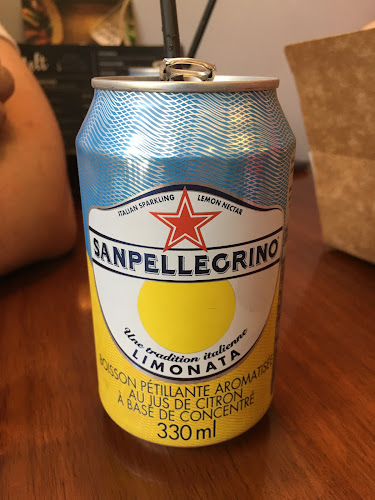 ITALIAN SPARKLING LEMON NECTAR
SANPELLEGRINO
Une tradition italienne
LIMONATA
BOISSON PÉTILLANTE AROMATISÉE
AU JUS DE CITRON
À BASE DE CONCENTRÉ
330 ml